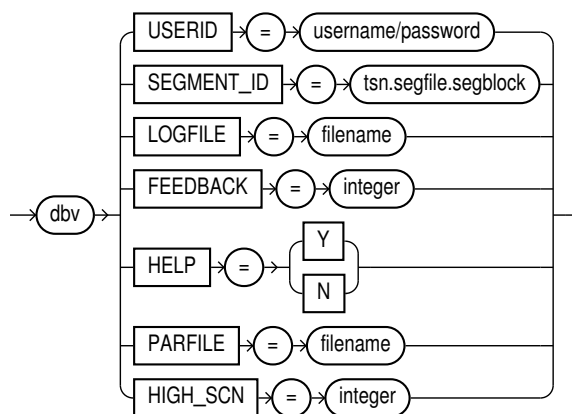 USERID = username/password
SEGMENT_ID = tsn.segfile.segblock
LOGFILE = filename
FEEDBACK = integer
dbv
Y
HELP =
N
PARFILE = filename
HIGH_SCN = integer